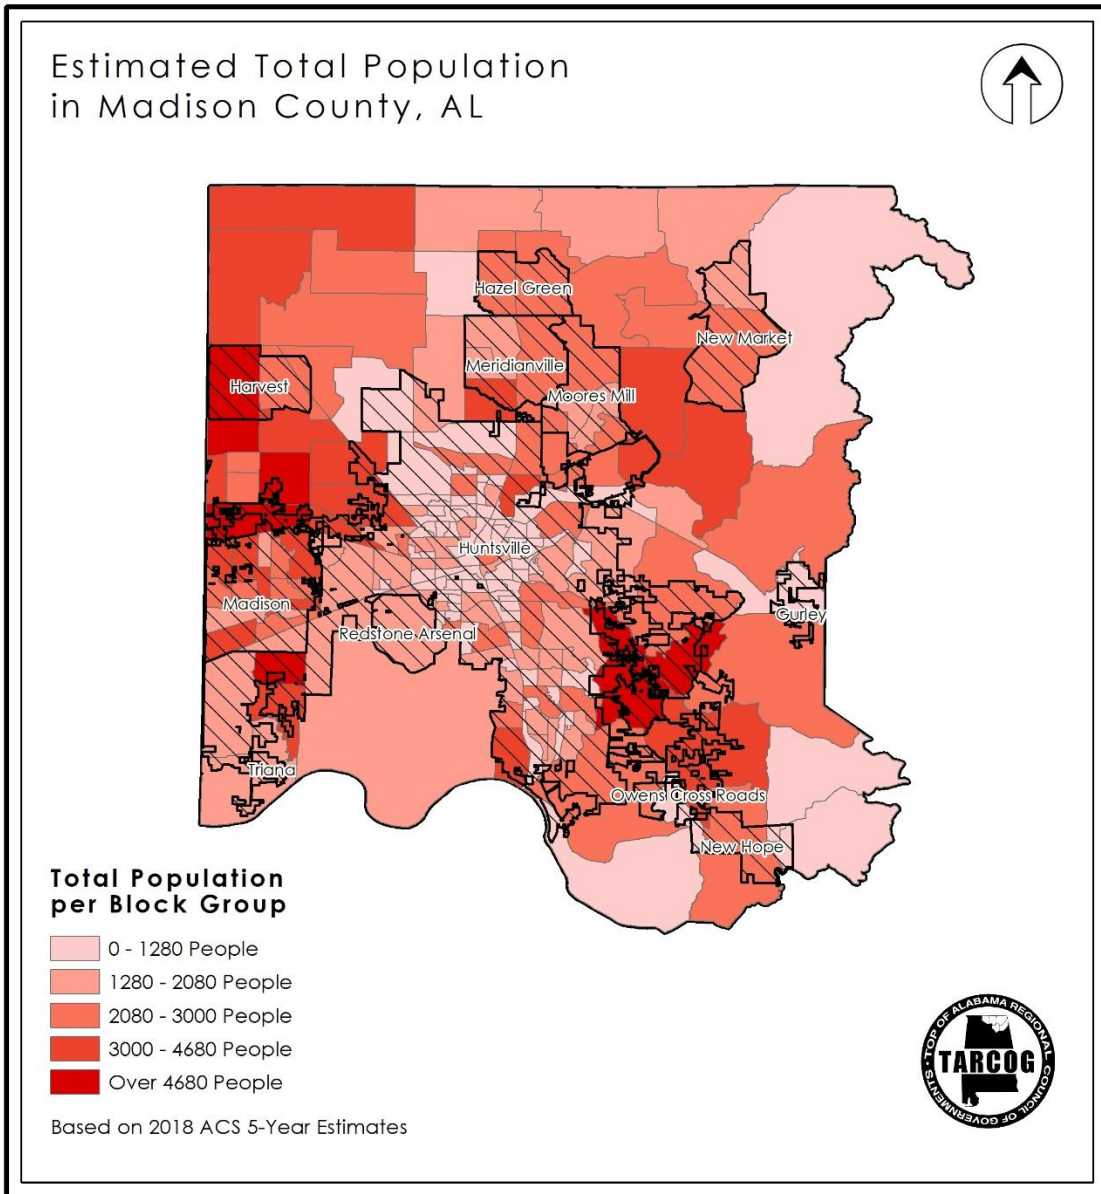 Estimated Total Population
in Madison County, AL
Hazel Green
New Market
Meridianville
Harvest
Moores Mill
Huntsville
Madison
Gurley
Redstone Arsenal
Triana
Owens Cross Roads
New Hope
Total Population
per Block Group
0 - 1280 People
1280 - 2080 People
2080 - 3000 People
3000 - 4680 People
Over 4680 People
Based on 2018 ACS 5-Year Estimates
TOP OF ALABAMA REGIONAL
TARCOG
COUNCIL OF GOVERNMENTS